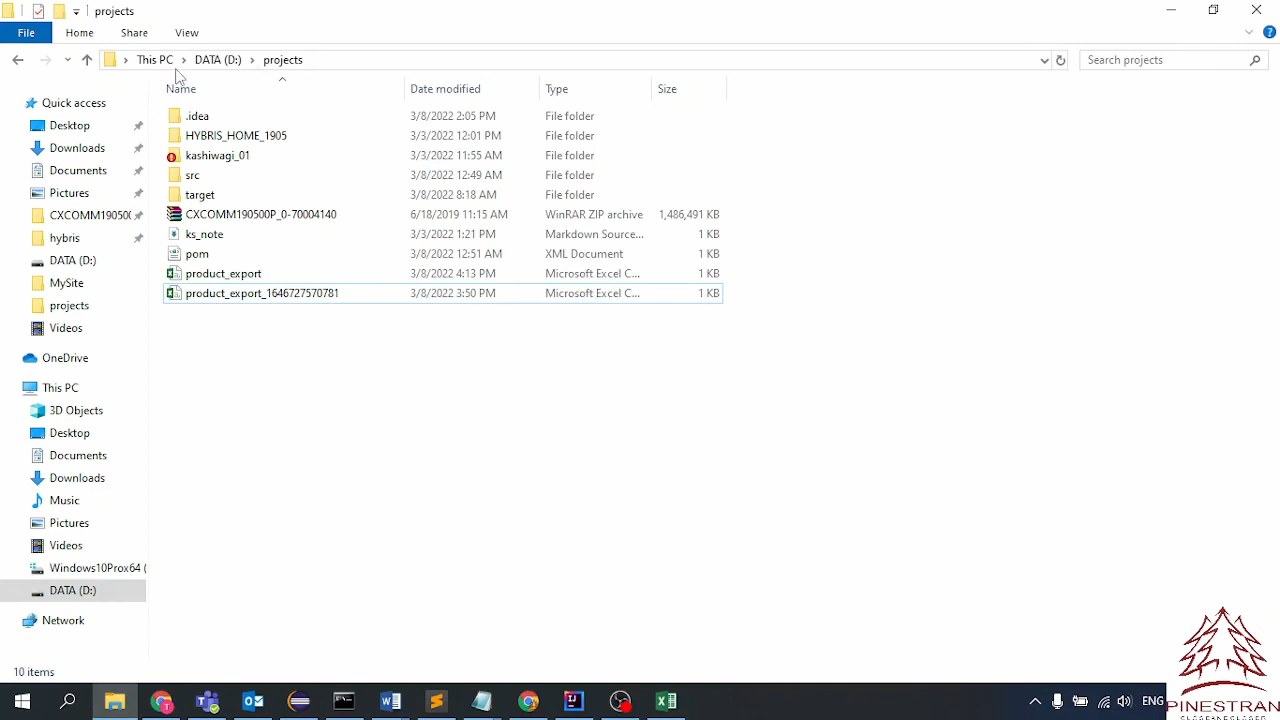 projects
File Home Share View
This PC DATA (D:) projects Search projects
Name Date modified Type Size
Quick access
Desktop
Downloads
Documents
Pictures
CXCOMM19050
hybris
DATA (D:)
MySite
projects
Videos
OneDrive
This PC
3D Objects
Desktop
Documents
Downloads
Music
Pictures
Videos
Windows10Prox64 (
DATA (D:)
Network
.idea 3/8/2022 2:05 PM File folder
HYBRIS_HOME_1905 3/3/2022 12:01 PM File folder
kashiwagi_01 3/3/2022 11:55 AM File folder
src 3/8/2022 12:49 AM File folder
target 3/8/2022 8:18 AM File folder
CXCOMM190500P_0-70004140 6/18/2019 11:15 AM WinRAR ZIP archive 1,486,491 KB
ks_note 3/3/2022 1:21 PM Markdown Source... 1 KB
pom 3/8/2022 12:51 AM XML Document 1 KB
product_export 3/8/2022 4:13 PM Microsoft Excel C... 1 KB
product_export_1646727570781 3/8/2022 3:50 PM Microsoft Excel C... 1 KB
10 items
ENG
PINESTRAN